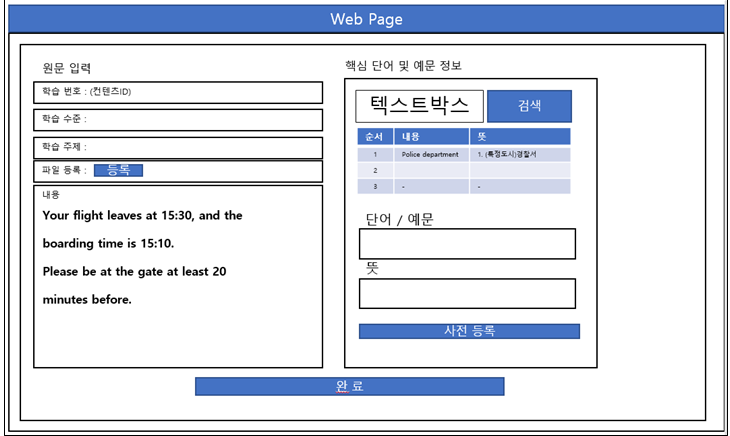 Web Page
원문 입력
학습 번호 : (컨텐츠ID)
학습 수준 :
학습 주제 :
파일 등록 : 등록
내용
Your flight leaves at 15:30, and the
boarding time is 15:10.
Please be at the gate at least 20
minutes before.
핵심 단어 및 예문 정보
텍스트박스 검색
순서 내용 뜻
1 Police department 1. (특정도시)경찰서
2
3 - -
단어 / 예문
뜻
사전 등록
완 료